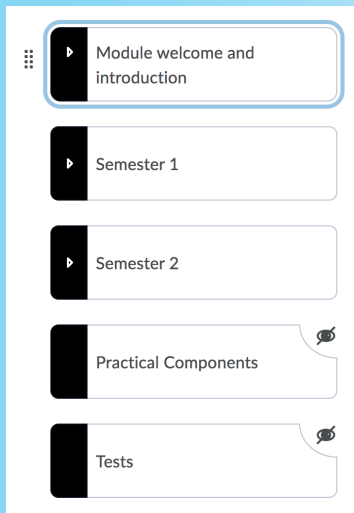 Module welcome and
introduction
Semester 1
Semester 2
Practical Components
Tests